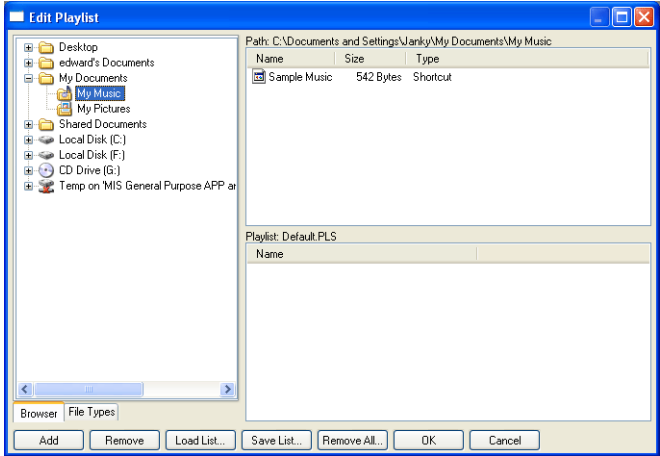 Edit Playlist
Desktop
edward's Documents
My Documents
My Music
My Pictures
Shared Documents
Local Disk (C:)
Local Disk (F:)
CD Drive (G:)
Temp on 'MIS General Purpose APP ar
Browser File Types
Path: C:\Documents and Settings\Janky\My Documents\My Music
Name Size Type
Sample Music 542 Bytes Shortcut
Playlist: Default.PLS
Name
Add Remove Load List... Save List... Remove All... OK Cancel